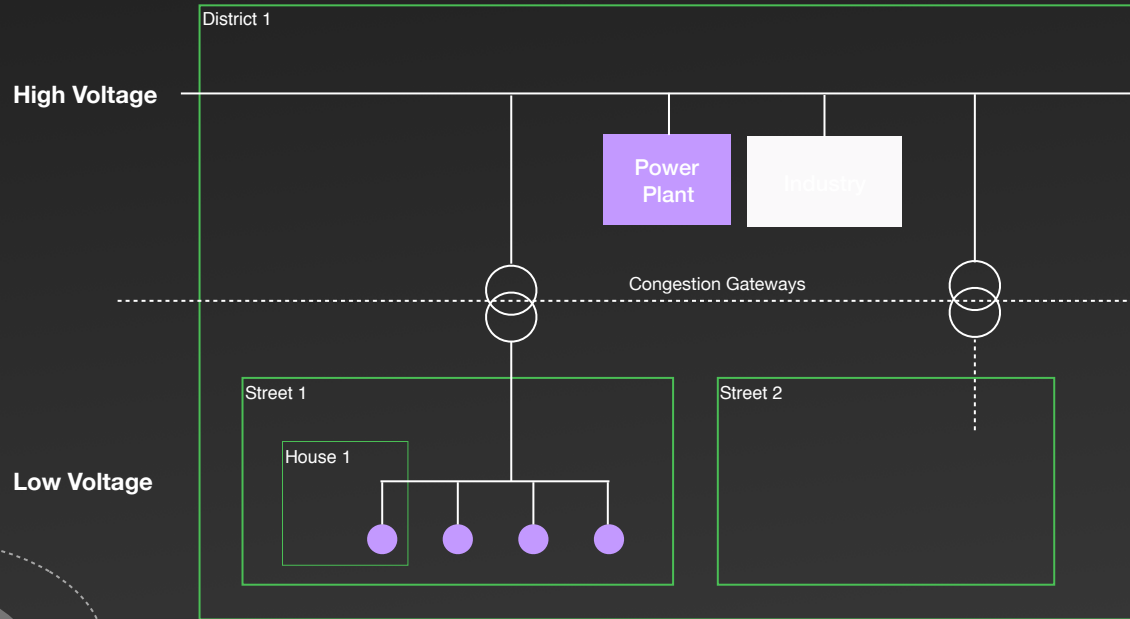 District 1
High Voltage
Power
Plant
Industry
Congestion Gateways
Street 1
Street 2
House 1
Low Voltage